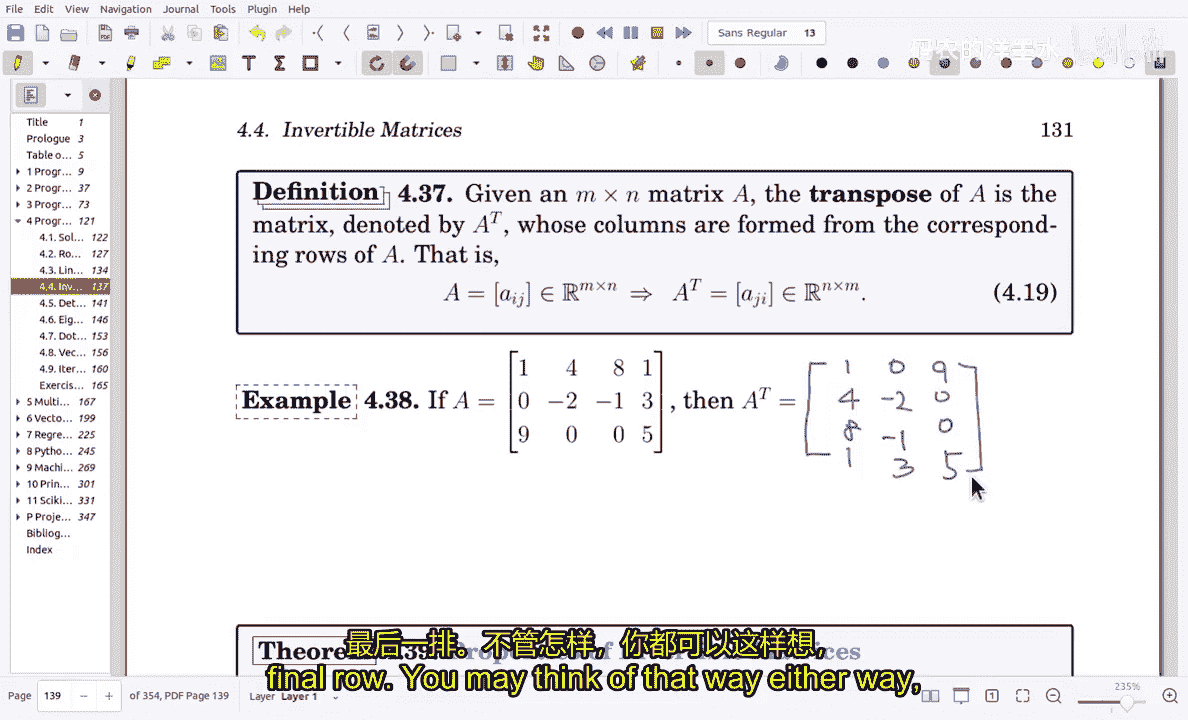 File Edit View Navigation Journal Tools Plugin Help
Sans Regular 13
Title 1
Prologue 3
Table o... 5
1 Progr... 9
2 Progr... 37
3 Progr... 73
4 Progr... 121
4.1. Sol... 122
4.2. Ro... 127
4.3. Lin... 134
4.4. Inv... 137
4.5. Det... 141
4.6. Eig... 146
4.7. Dot... 153
4.8. Vec... 156
4.9. Iter... 160
Exercis... 165
5 Multi... 167
6 Vecto... 199
7 Regre... 225
8 Pytho... 245
9 Machi... 269
10 Prin... 301
11 Sciki... 331
P Proje... 347
Bibliog...
Index
4.4. Invertible Matrices 131
Definition 4.37. Given an m × n matrix A, the transpose of A is the
matrix, denoted by A^T, whose columns are formed from the correspond-
ing rows of A. That is,
A = [a_ij] ∈ ℝ^{m×n} ⇒ A^T = [a_ji] ∈ ℝ^{n×m}. (4.19)
Example 4.38. If A = [1 4 8 1; 0 −2 −1 3; 9 0 0 5], then A^T = [1 0 9; 4 -2 0; 8 -1 0; 1 3 5]
最后一排。不管怎样，你都可以这样想，
final row. You may think of that way either way,
Page 139 − + of 354, PDF Page 139 Layer Layer 1 235%